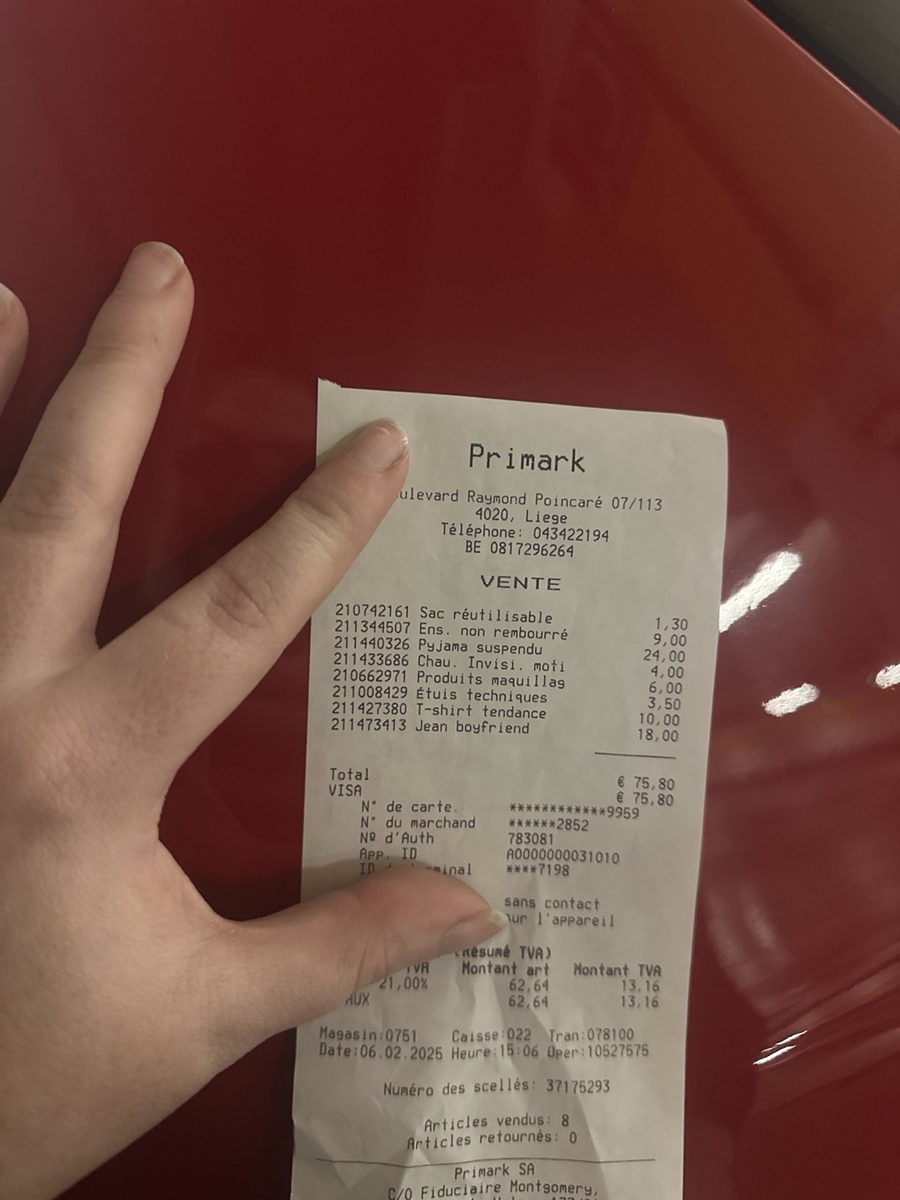 Primark
ulevard Raymond Poincaré 07/113
4020, Liege
Téléphone: 043422194
BE 0817296264
VENTE
210742161 Sac réutilisable 1,30
211344507 Ens. non rembourré 9,00
211440326 Pyjama suspendu 24,00
211433686 Chau. Invisi. moti 4,00
210662971 Produits maquillag 6,00
211008429 Étuis techniques 3,50
211427380 T-shirt tendance 10,00
211473413 Jean boyfriend 18,00
Total € 75,80
VISA € 75,80
N° de carte. ************9959
N° du marchand ******2852
Nº d'Auth 783081
App. ID A0000000031010
ID minal ****7198
sans contact
sur l'appareil
(Résumé TVA)
TVA Montant art Montant TVA
21,00% 62,64 13,16
AUX 62,64 13,16
Magasin:0751 Caisse:022 Tran:078100
Date:06.02.2025 Heure:15:06 Oper:10527575
Numéro des scellés: 37175293
Articles vendus: 8
Articles retournés: 0
Primark SA
C/O Fiduciaire Montgomery,